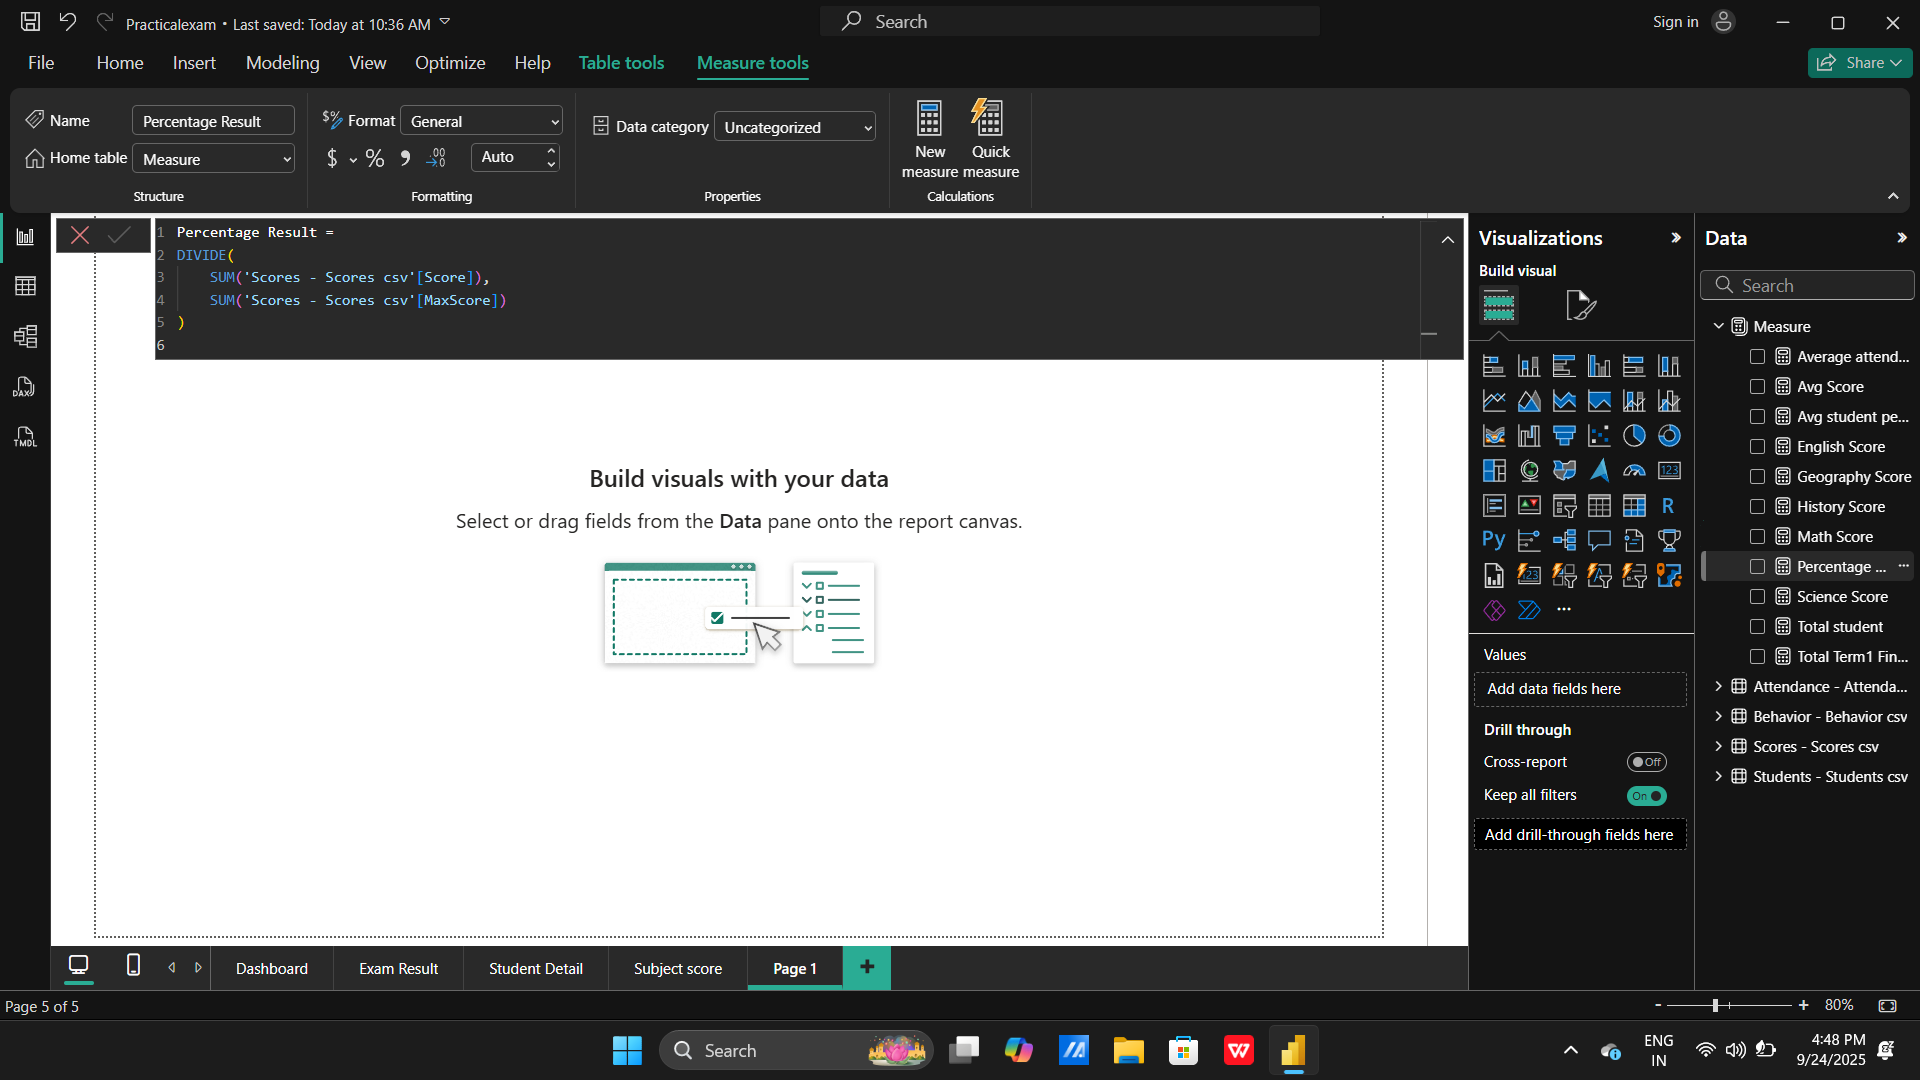 Practicalexam • Last saved: Today at 10:36 AM
Search
Sign in
File Home Insert Modeling View Optimize Help Table tools Measure tools
Share
Name Percentage Result
Home table Measure
Structure
Format General
$ % 9 .00 Auto
Formatting
Data category Uncategorized
Properties
New measure
Quick measure
Calculations
1 Percentage Result =
2 DIVIDE(
3 SUM('Scores - Scores csv'[Score]),
4 SUM('Scores - Scores csv'[MaxScore])
5 )
6
DAX
TMDL
Build visuals with your data
Select or drag fields from the Data pane onto the report canvas.
Visualizations
Build visual
123
R
Py
123
Values
Add data fields here
Drill through
Cross-report Off
Keep all filters On
Add drill-through fields here
Data
Search
Measure
Average attend...
Avg Score
Avg student pe...
English Score
Geography Score
History Score
Math Score
Percentage ...
Science Score
Total student
Total Term1 Fin...
Attendance - Attenda...
Behavior - Behavior csv
Scores - Scores csv
Students - Students csv
Dashboard Exam Result Student Detail Subject score Page 1 +
Page 5 of 5
- + 80%
Search
ENG
IN
4:48 PM
9/24/2025